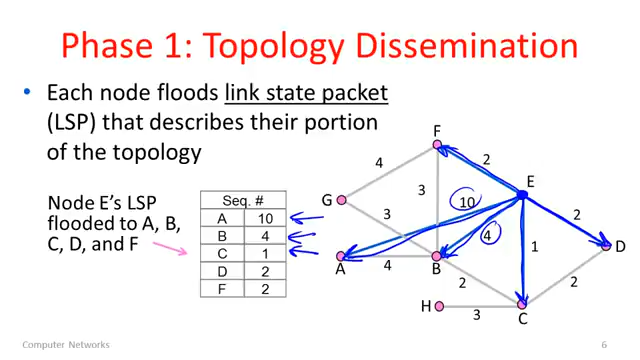 Phase 1: Topology Dissemination
• Each node floods link state packet
(LSP) that describes their portion
of the topology
Node E's LSP
flooded to A, B,
C, D, and F
Seq. #
A 10
B 4
C 1
D 2
F 2
F
4
2
E
G
3
10
2
3
4
1
D
A
4
B
2
2
H
3
C
Computer Networks
6